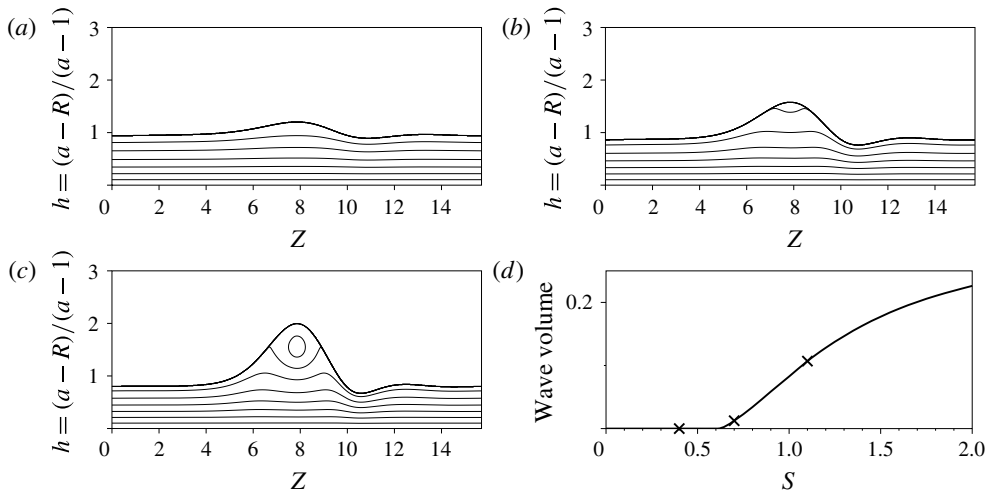 (a)
h = (a − R)/(a − 1)
3
2
1
0 2 4 6 8 10 12 14
Z
(b)
h = (a − R)/(a − 1)
3
2
1
0 2 4 6 8 10 12 14
Z
(c)
h = (a − R)/(a − 1)
3
2
1
0 2 4 6 8 10 12 14
Z
(d)
Wave volume
0.2
0 0.5 1.0 1.5 2.0
S